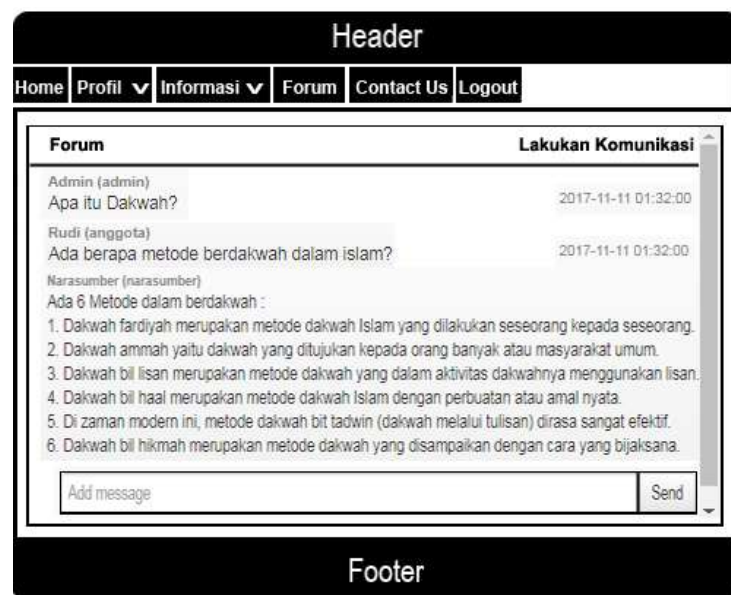 Header
Home Profil Informasi Forum Contact Us Logout
Forum Lakukan Komunikasi
Admin (admin)
Apa itu Dakwah? 2017-11-11 01:32:00
Rudi (anggota)
Ada berapa metode berdakwah dalam islam? 2017-11-11 01:32:00
Narasumber (narasumber)
Ada 6 Metode dalam berdakwah :
1. Dakwah fardiyah merupakan metode dakwah Islam yang dilakukan seseorang kepada seseorang.
2. Dakwah ammah yaitu dakwah yang ditujukan kepada orang banyak atau masyarakat umum.
3. Dakwah bil lisan merupakan metode dakwah yang dalam aktivitas dakwahnya menggunakan lisan.
4. Dakwah bil haal merupakan metode dakwah Islam dengan perbuatan atau amal nyata.
5. Di zaman modern ini, metode dakwah bit tadwin (dakwah melalui tulisan) dirasa sangat efektif.
6. Dakwah bil hikmah merupakan metode dakwah yang disampaikan dengan cara yang bijaksana.
Add message Send
Footer